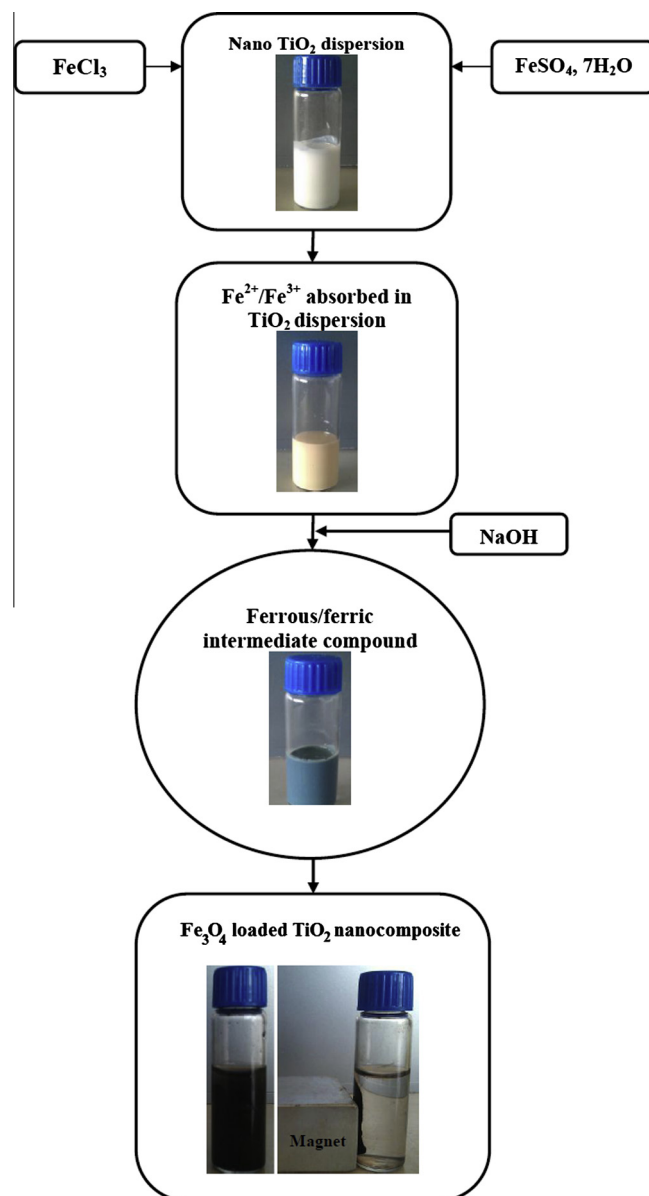 Nano TiO₂ dispersion
FeCl₃
FeSO₄, 7H₂O
Fe²⁺/Fe³⁺ absorbed in
TiO₂ dispersion
NaOH
Ferrous/ferric
intermediate compound
Fe₃O₄ loaded TiO₂ nanocomposite
Magnet